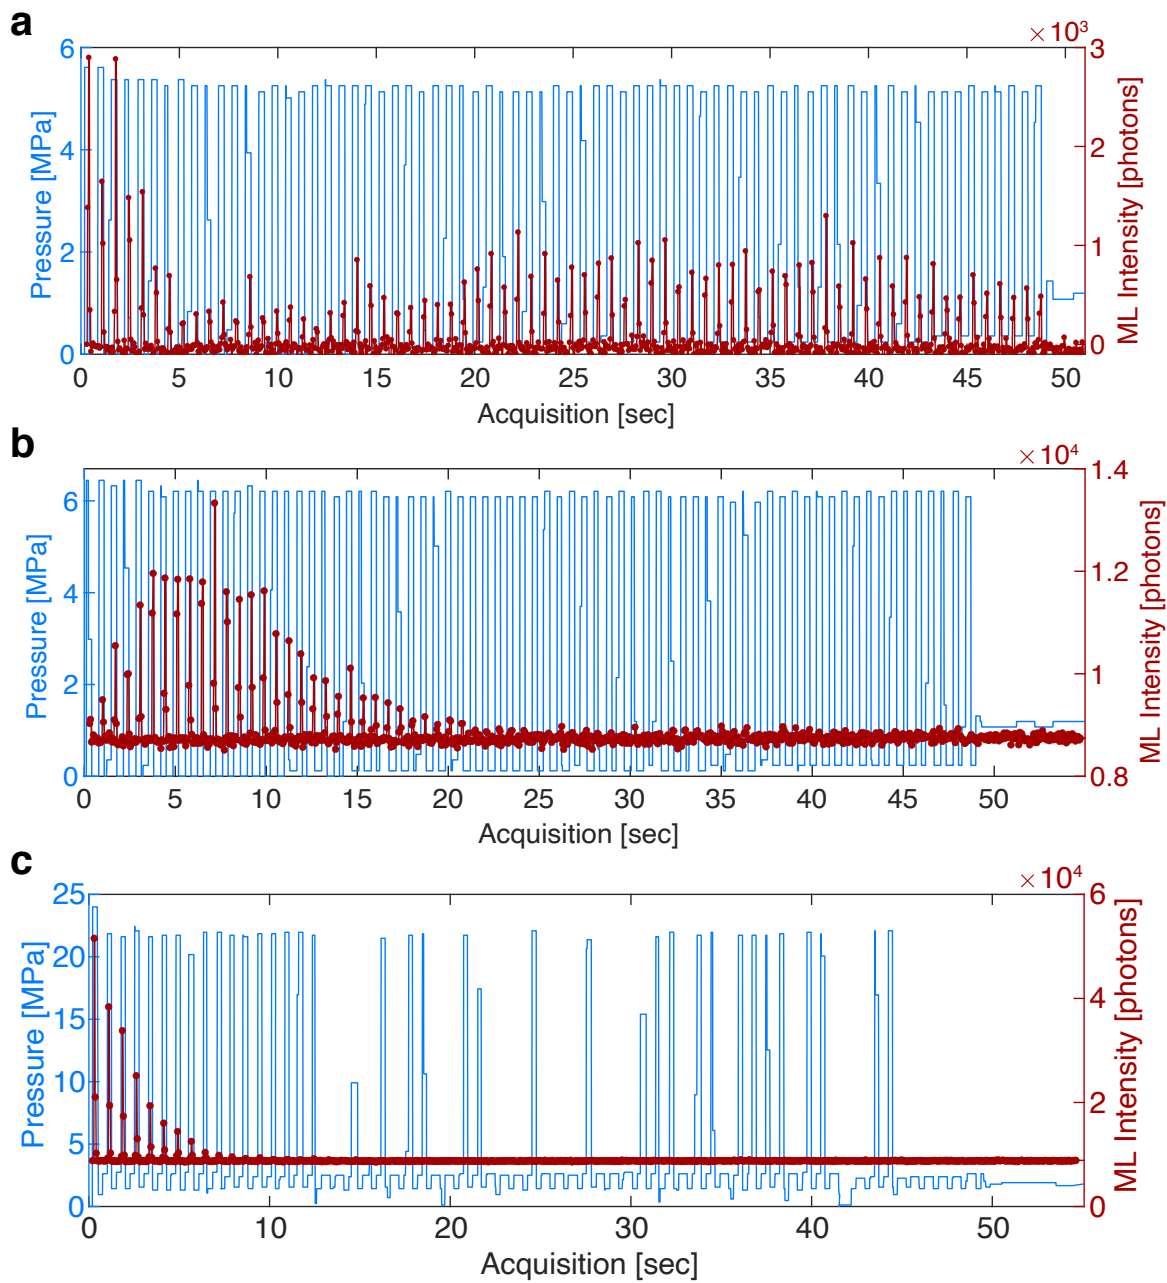 a
× 10³
6
4
2
0
Pressure [MPa]
3
2
1
0
ML Intensity [photons]
0 5 10 15 20 25 30 35 40 45 50
Acquisition [sec]
b
× 10⁴
6
4
2
0
Pressure [MPa]
1.4
1.2
1
0.8
ML Intensity [photons]
0 5 10 15 20 25 30 35 40 45 50
Acquisition [sec]
c
× 10⁴
25
20
15
10
5
0
Pressure [MPa]
6
4
2
0
ML Intensity [photons]
0 10 20 30 40 50
Acquisition [sec]